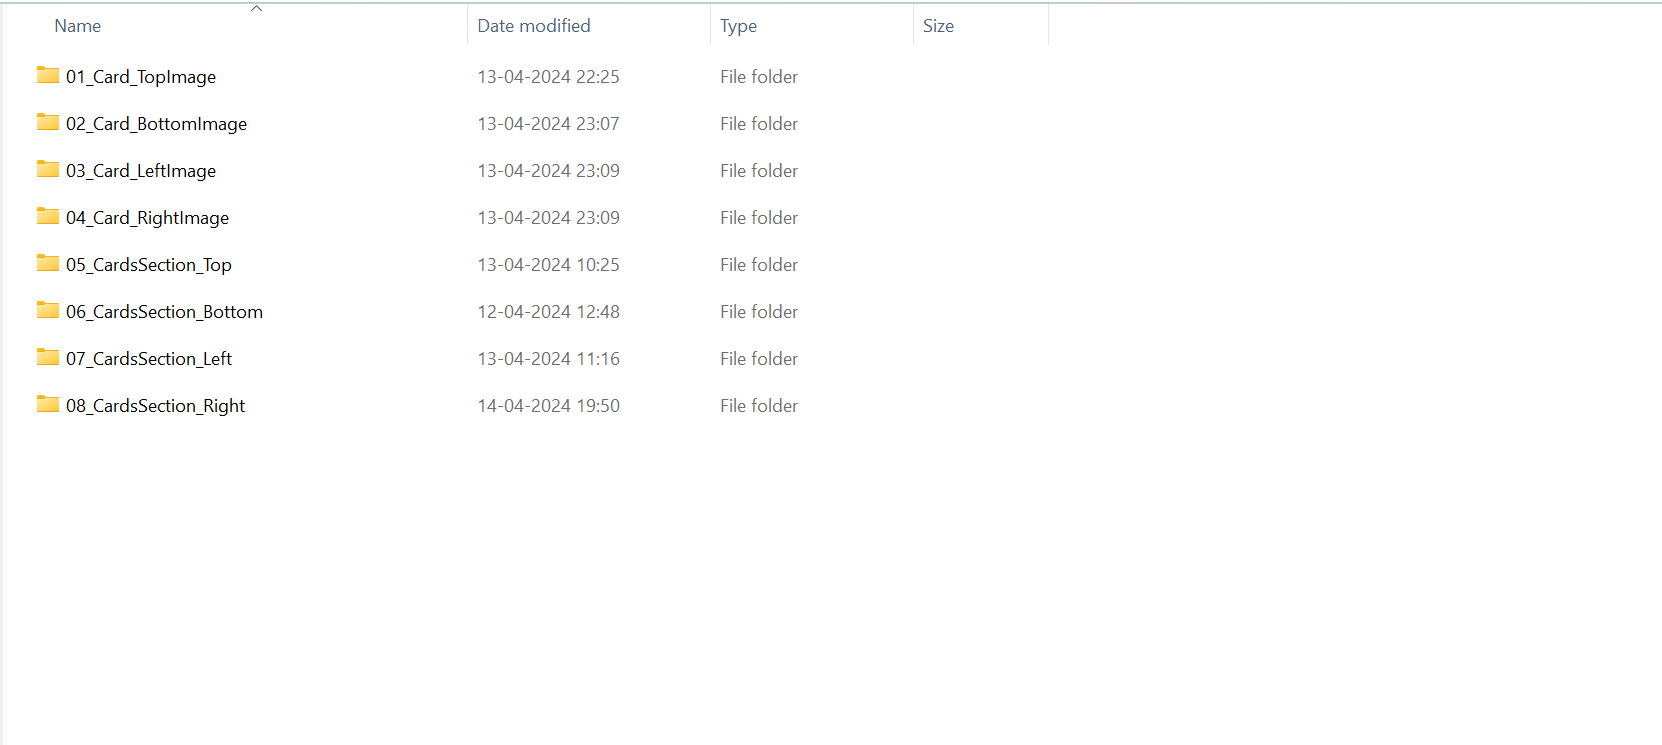 Name Date modified Type Size
01_Card_TopImage 13-04-2024 22:25 File folder
02_Card_BottomImage 13-04-2024 23:07 File folder
03_Card_LeftImage 13-04-2024 23:09 File folder
04_Card_RightImage 13-04-2024 23:09 File folder
05_CardsSection_Top 13-04-2024 10:25 File folder
06_CardsSection_Bottom 12-04-2024 12:48 File folder
07_CardsSection_Left 13-04-2024 11:16 File folder
08_CardsSection_Right 14-04-2024 19:50 File folder